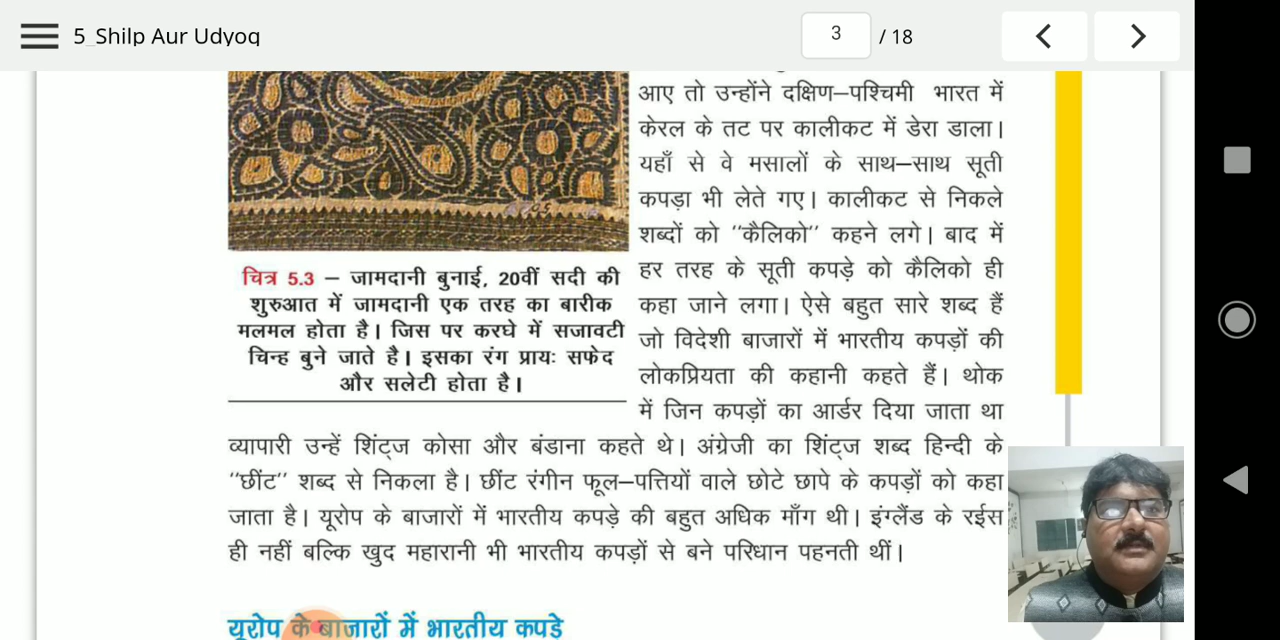 5_Shilp Aur Udyog
3 / 18
आए तो उन्होंने दक्षिण–पश्चिमी भारत में
केरल के तट पर कालीकट में डेरा डाला।
यहाँ से वे मसालों के साथ–साथ सूती
कपड़ा भी लेते गए। कालीकट से निकले
शब्दों को ‘‘कैलिको’’ कहने लगे। बाद में
हर तरह के सूती कपड़े को कैलिको ही
कहा जाने लगा। ऐसे बहुत सारे शब्द हैं
जो विदेशी बाजारों में भारतीय कपड़ों की
लोकप्रियता की कहानी कहते हैं। थोक
में जिन कपड़ों का आर्डर दिया जाता था
चित्र 5.3 – जामदानी बुनाई, 20वीं सदी की
शुरुआत में जामदानी एक तरह का बारीक
मलमल होता है। जिस पर करघे में सजावटी
चिन्ह बुने जाते है। इसका रंग प्रायः सफेद
और सलेटी होता है।
व्यापारी उन्हें शिंट्ज कोसा और बंडाना कहते थे। अंग्रेजी का शिंट्ज शब्द हिन्दी के
‘‘छींट’’ शब्द से निकला है। छींट रंगीन फूल–पत्तियों वाले छोटे छापे के कपड़ों को कहा
जाता है। यूरोप के बाजारों में भारतीय कपड़े की बहुत अधिक माँग थी। इंग्लैंड के रईस
ही नहीं बल्कि खुद महारानी भी भारतीय कपड़ों से बने परिधान पहनती थीं।
यूरोप के बाजारों में भारतीय कपडे